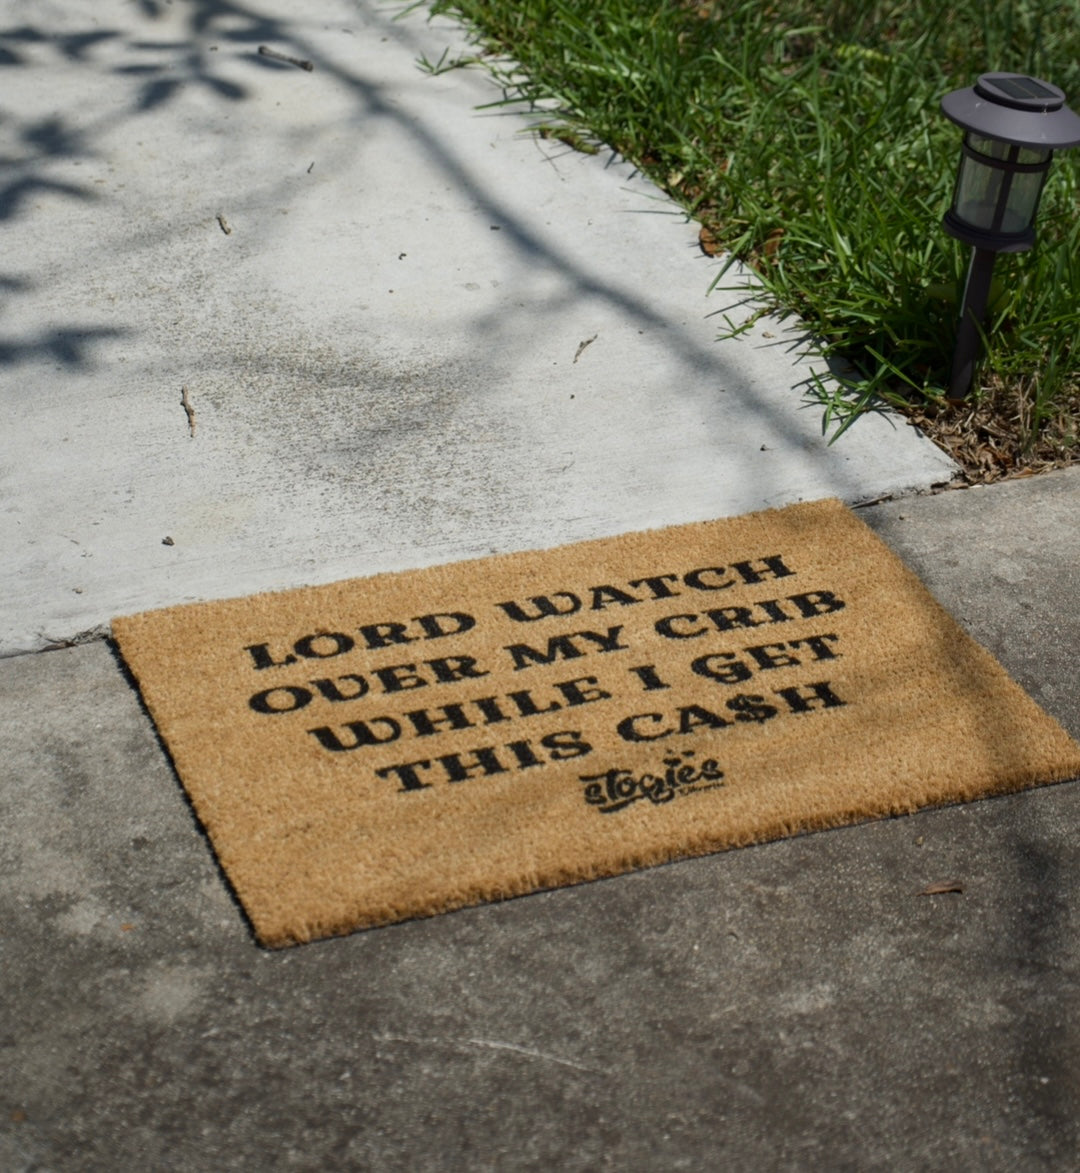 LORD WATCH
OVER MY CRIB
WHILE I GET
THIS CA$H
stogies